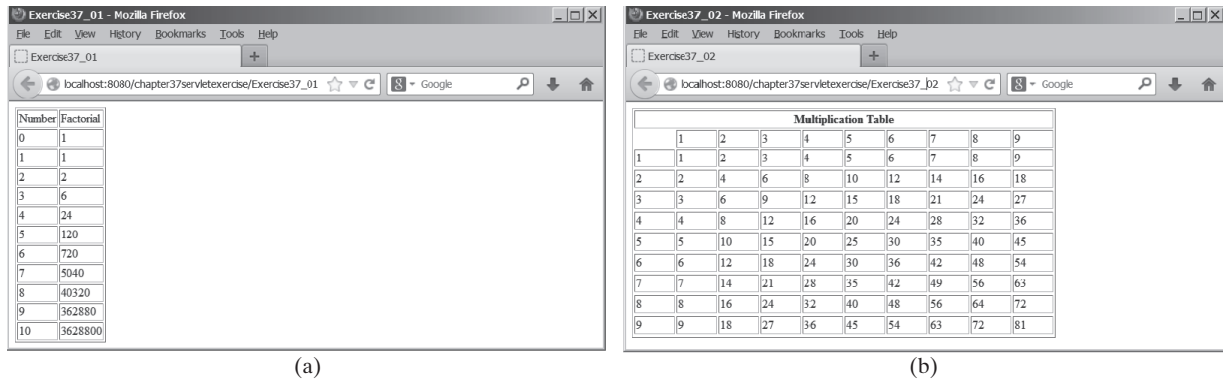 Exercise37_01 - Mozilla Firefox
File Edit View History Bookmarks Tools Help
Exercise37_01 +
localhost:8080/chapter37servletexercise/Exercise37_01 Google
Number Factorial
0 1
1 1
2 2
3 6
4 24
5 120
6 720
7 5040
8 40320
9 362880
10 3628800
(a)
Exercise37_02 - Mozilla Firefox
File Edit View History Bookmarks Tools Help
Exercise37_02 +
localhost:8080/chapter37servletexercise/Exercise37_02 Google
Multiplication Table
1 2 3 4 5 6 7 8 9
1 1 2 3 4 5 6 7 8 9
2 2 4 6 8 10 12 14 16 18
3 3 6 9 12 15 18 21 24 27
4 4 8 12 16 20 24 28 32 36
5 5 10 15 20 25 30 35 40 45
6 6 12 18 24 30 36 42 48 54
7 7 14 21 28 35 42 49 56 63
8 8 16 24 32 40 48 56 64 72
9 9 18 27 36 45 54 63 72 81
(b)